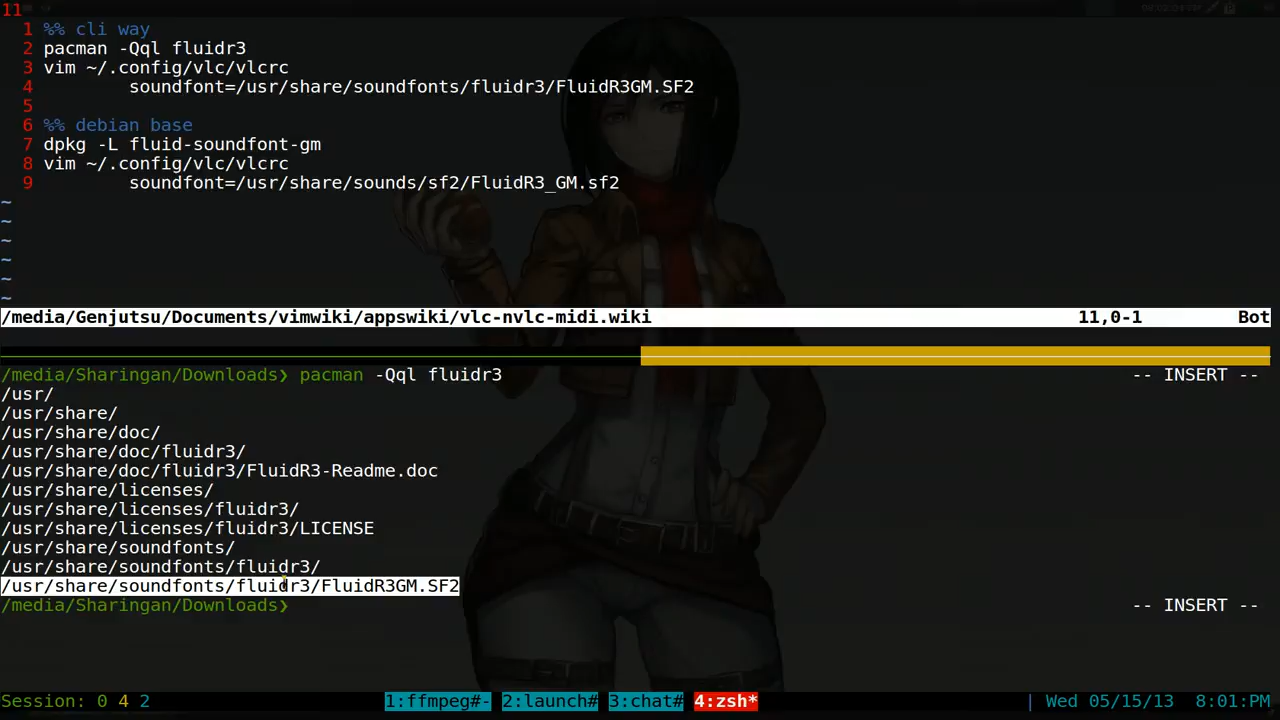 11
1 %% cli way
2 pacman -Qql fluidr3
3 vim ~/.config/vlc/vlcrc
4 soundfont=/usr/share/soundfonts/fluidr3/FluidR3GM.SF2
5
6 %% debian base
7 dpkg -L fluid-soundfont-gm
8 vim ~/.config/vlc/vlcrc
9 soundfont=/usr/share/sounds/sf2/FluidR3_GM.sf2
~
~
~
~
~
~
/media/Genjutsu/Documents/vimwiki/appswiki/vlc-nvlc-midi.wiki 11,0-1 Bot
/media/Sharingan/Downloads❯ pacman -Qql fluidr3 -- INSERT --
/usr/
/usr/share/
/usr/share/doc/
/usr/share/doc/fluidr3/
/usr/share/doc/fluidr3/FluidR3-Readme.doc
/usr/share/licenses/
/usr/share/licenses/fluidr3/
/usr/share/licenses/fluidr3/LICENSE
/usr/share/soundfonts/
/usr/share/soundfonts/fluidr3/
/usr/share/soundfonts/fluidr3/FluidR3GM.SF2
/media/Sharingan/Downloads❯ -- INSERT --
Session: 0 4 2 1:ffmpeg#- 2:launch# 3:chat# 4:zsh* | Wed 05/15/13 8:01:PM